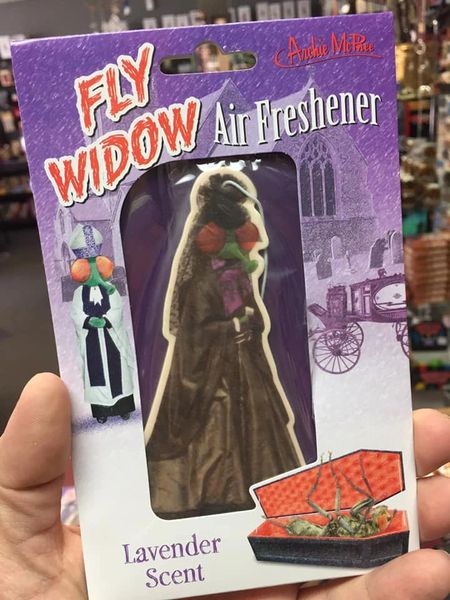 Archie McPhee
FLY
WIDOW Air Freshener
Lavender
Scent